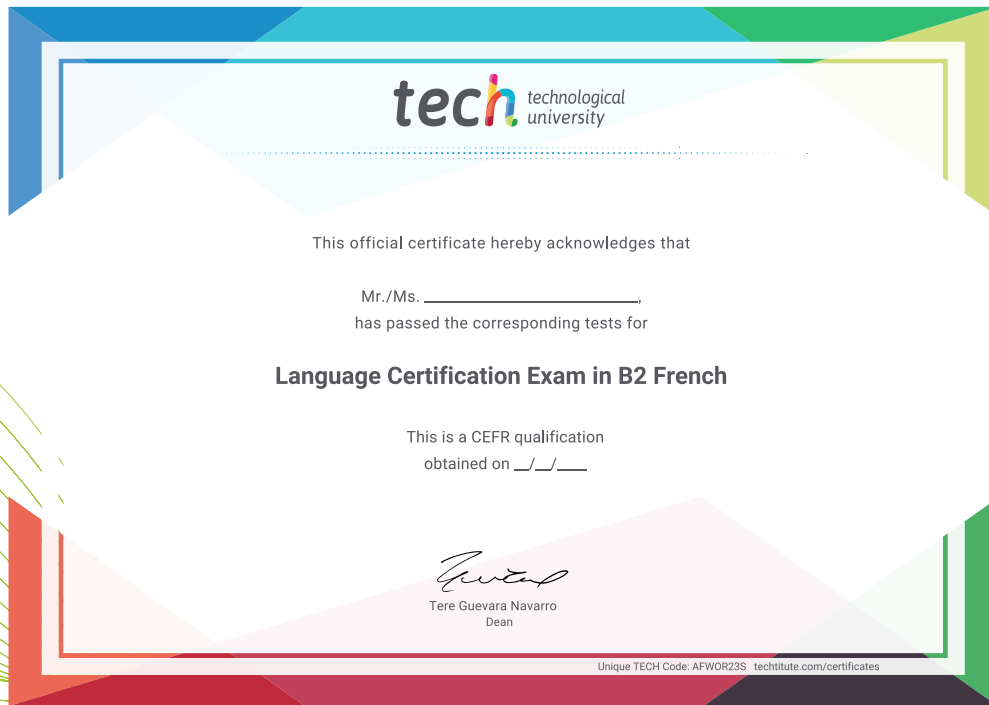 tech technological
university
This official certificate hereby acknowledges that
Mr./Ms. ____________________,
has passed the corresponding tests for
Language Certification Exam in B2 French
This is a CEFR qualification
obtained on __/__/____
Tere Guevara Navarro
Dean
Unique TECH Code: AFWOR23S techtitute.com/certificates